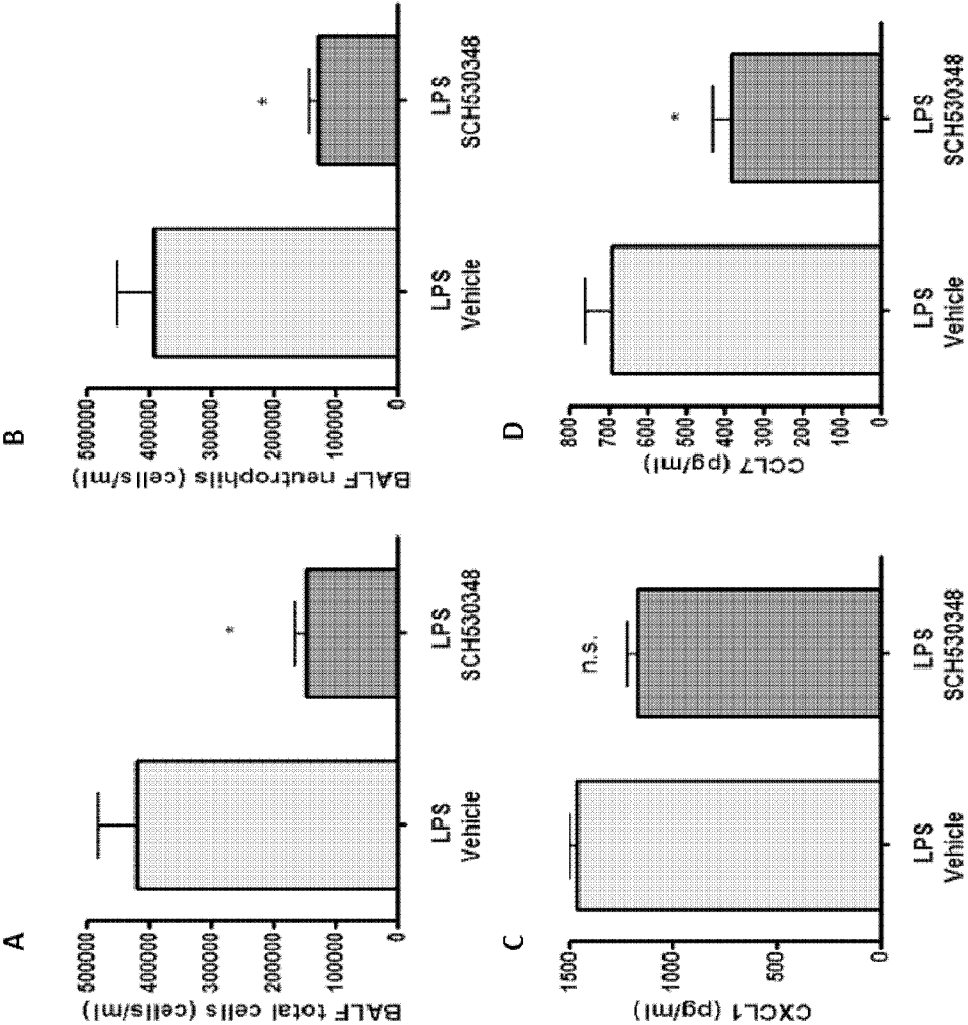 A
BALF total cells (cells/ml)
500000
400000
300000
200000
100000
0
*
LPS
Vehicle
LPS
SCH530348
B
BALF neutrophils (cells/ml)
500000
400000
300000
200000
100000
0
*
LPS
Vehicle
LPS
SCH530348
C
CXCL1 (pg/ml)
1500
1000
500
0
n.s.
LPS
Vehicle
LPS
SCH530348
D
CCL7 (pg/ml)
800
700
600
500
400
300
200
100
0
*
LPS
Vehicle
LPS
SCH530348